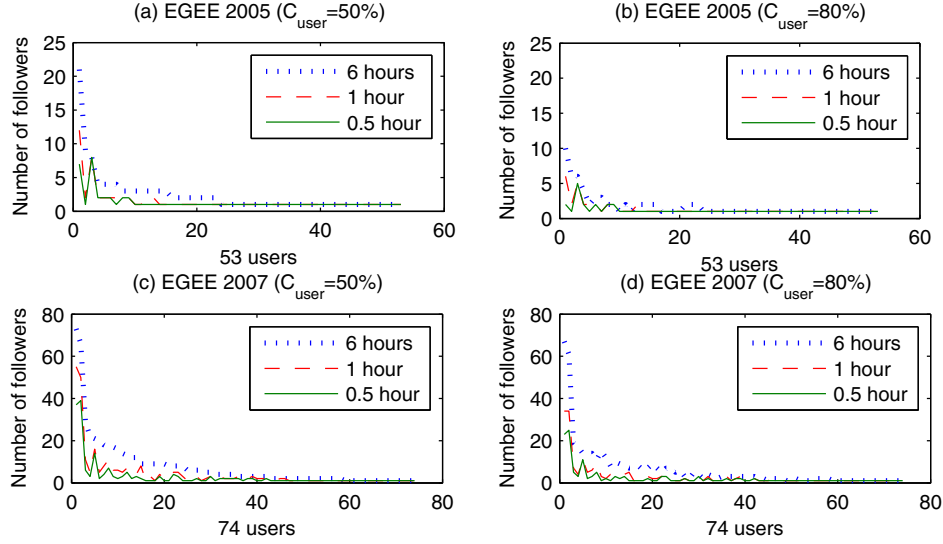 (a) EGEE 2005 (C_user=50%)
Number of followers
25
20
15
10
5
0
6 hours
1 hour
0.5 hour
0 20 40 60
53 users
(b) EGEE 2005 (C_user=80%)
Number of followers
25
20
15
10
5
0
6 hours
1 hour
0.5 hour
0 20 40 60
53 users
(c) EGEE 2007 (C_user=50%)
Number of followers
80
60
40
20
0
6 hours
1 hour
0.5 hour
0 20 40 60 80
74 users
(d) EGEE 2007 (C_user=80%)
Number of followers
80
60
40
20
0
6 hours
1 hour
0.5 hour
0 20 40 60 80
74 users